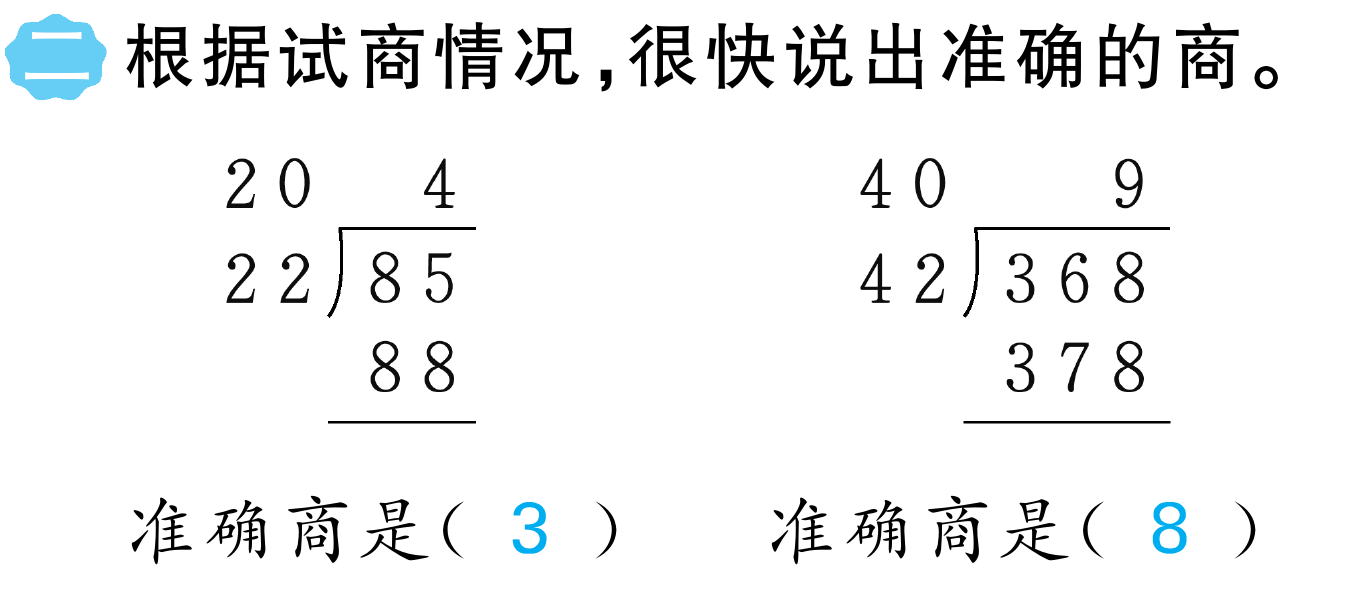 二 根据试商情况,很快说出准确的商。
20 4 40 9
22)85 42)368
88 378
准确商是( 3 ) 准确商是( 8 )